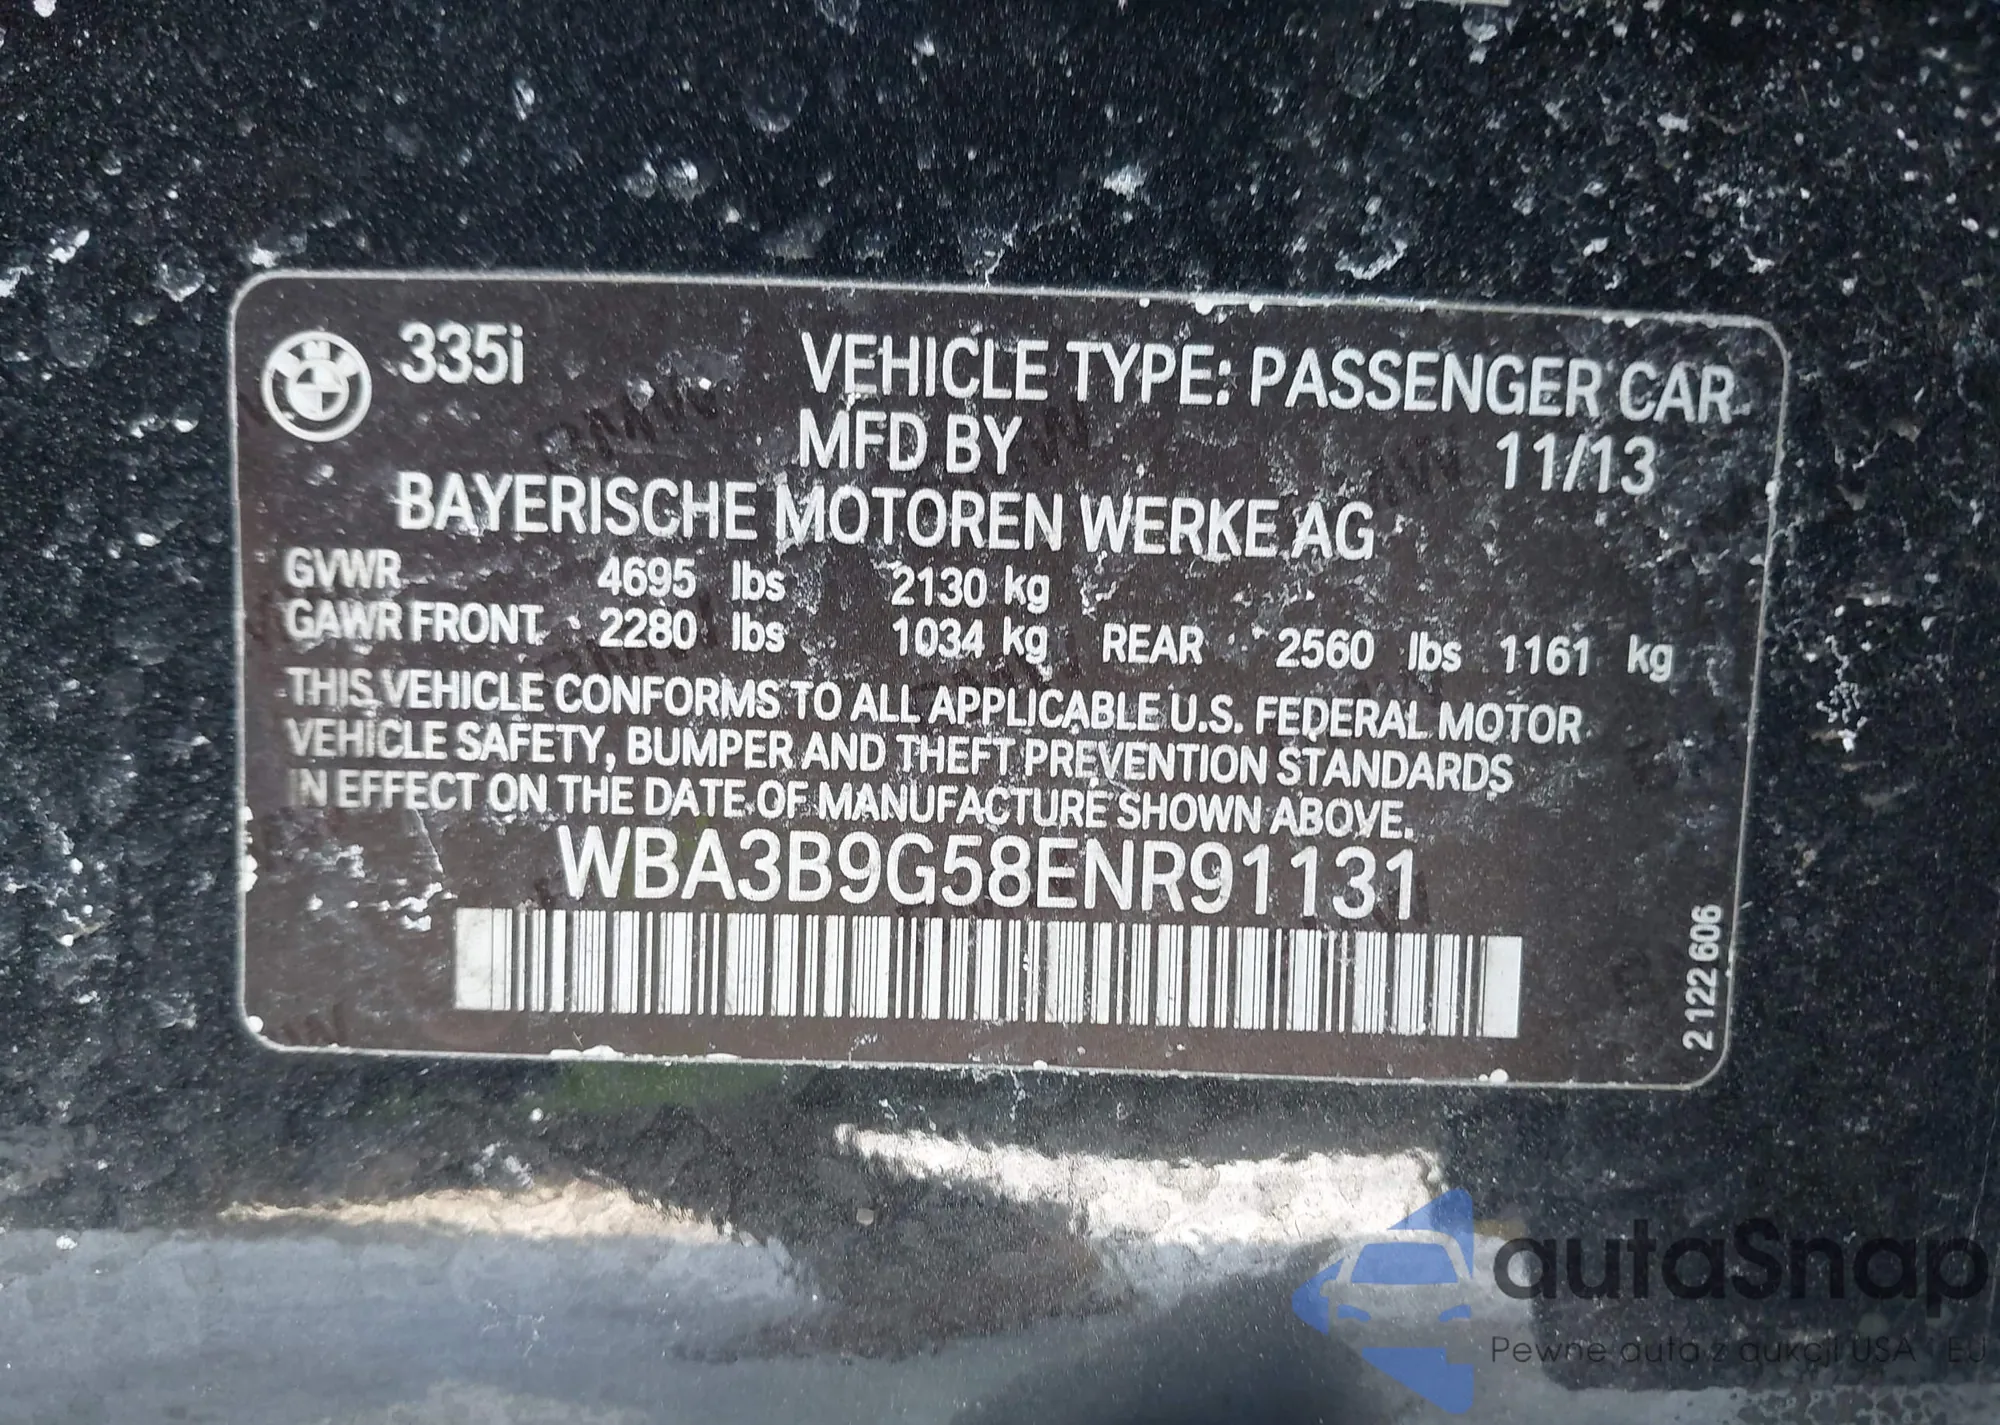 335i
VEHICLE TYPE: PASSENGER CAR
MFD BY 11/13
BAYERISCHE MOTOREN WERKE AG
GVWR 4695 lbs 2130 kg
GAWR FRONT 2280 lbs 1034 kg REAR 2560 lbs 1161 kg
THIS VEHICLE CONFORMS TO ALL APPLICABLE U.S. FEDERAL MOTOR
VEHICLE SAFETY, BUMPER AND THEFT PREVENTION STANDARDS
IN EFFECT ON THE DATE OF MANUFACTURE SHOWN ABOVE.
WBA3B9G58ENR91131
2 122 606
autaSnap
Pewne auta z aukcji USA i EU